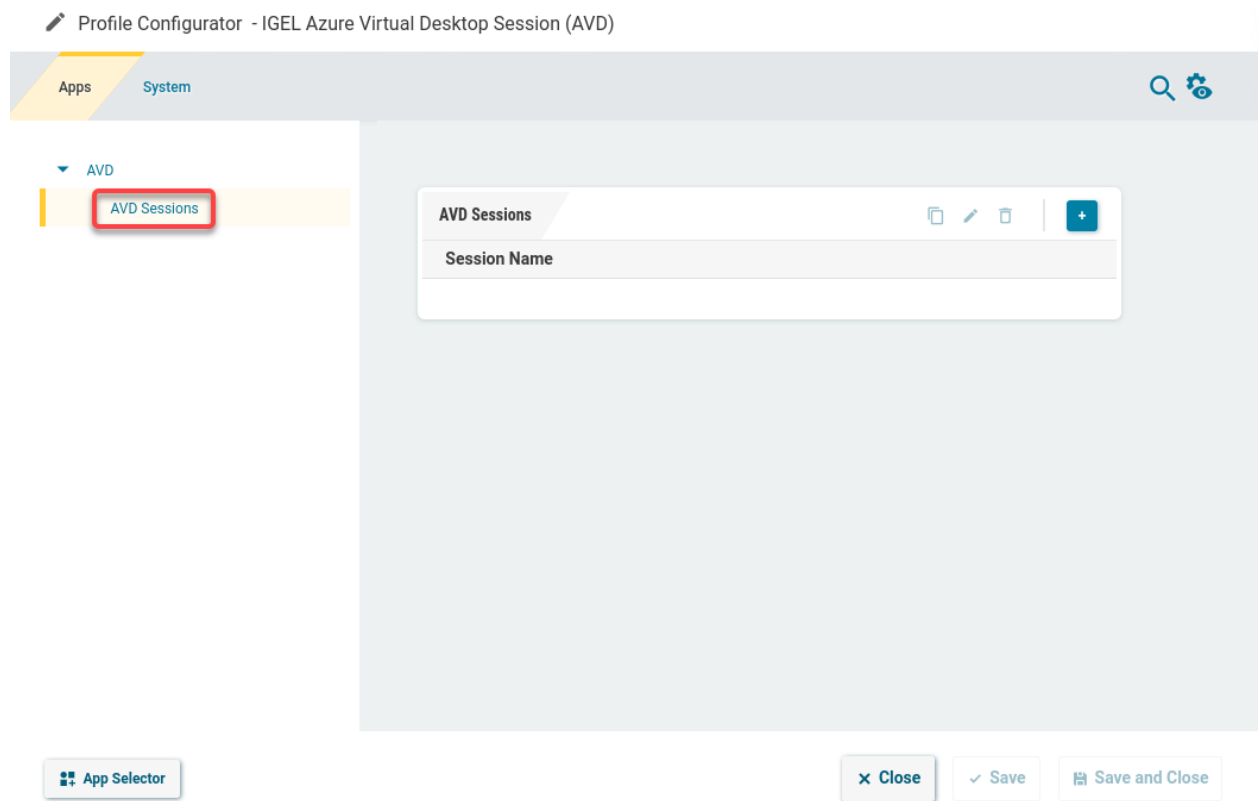 Profile Configurator - IGEL Azure Virtual Desktop Session (AVD)
Apps System
AVD
AVD Sessions
AVD Sessions
Session Name
App Selector
Close Save Save and Close